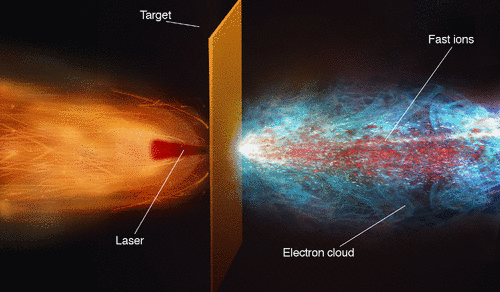 Target
Fast ions
Laser
Electron cloud